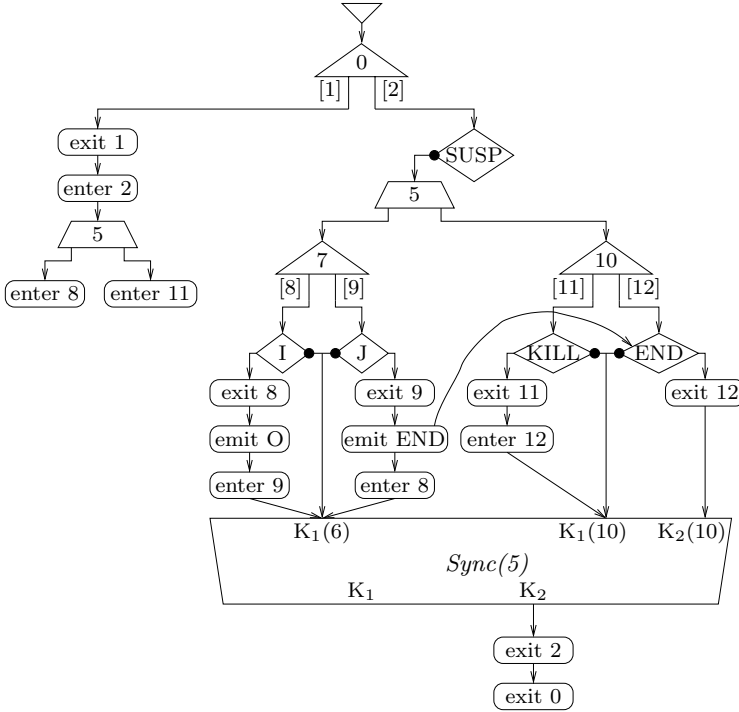 0
[1] [2]
exit 1
SUSP
enter 2
5
5
7
10
enter 8
enter 11
[8] [9]
[11] [12]
I
J
KILL
END
exit 8
exit 9
exit 11
exit 12
emit O
emit END
enter 12
enter 9
enter 8
K1(6)
K1(10)
K2(10)
Sync(5)
K1
K2
exit 2
exit 0